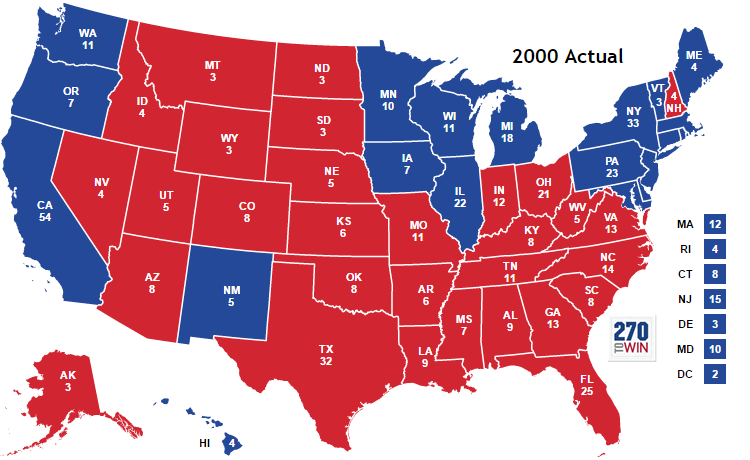 2000 Actual
WA
11
OR
7
CA
54
NV
4
ID
4
MT
3
WY
3
UT
5
AZ
8
CO
8
NM
5
ND
3
SD
3
NE
5
KS
6
OK
8
TX
32
MN
10
IA
7
MO
11
AR
6
LA
9
WI
11
IL
22
MI
18
IN
12
OH
21
KY
8
TN
11
MS
7
AL
9
GA
13
FL
25
SC
8
NC
14
VA
13
WV
5
PA
23
NY
33
VT
3
4
NH
ME
4
AK
3
HI 4
MA 12
RI 4
CT 8
NJ 15
DE 3
MD 10
DC 2
270
TO WIN